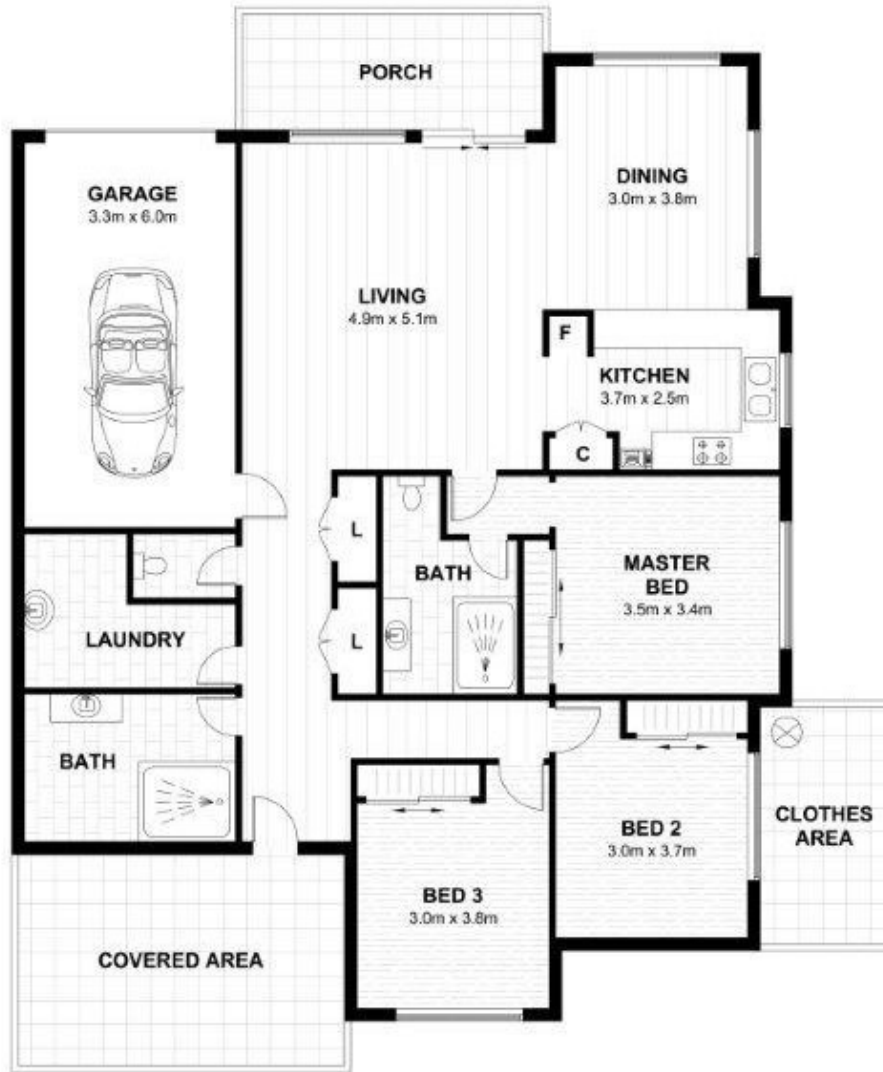 PORCH
GARAGE
3.3m x 6.0m
DINING
3.0m x 3.8m
LIVING
4.9m x 5.1m
F
KITCHEN
3.7m x 2.5m
C
L
BATH
MASTER
BED
3.5m x 3.4m
L
LAUNDRY
BATH
BED 2
3.0m x 3.7m
CLOTHES
AREA
BED 3
3.0m x 3.8m
COVERED AREA